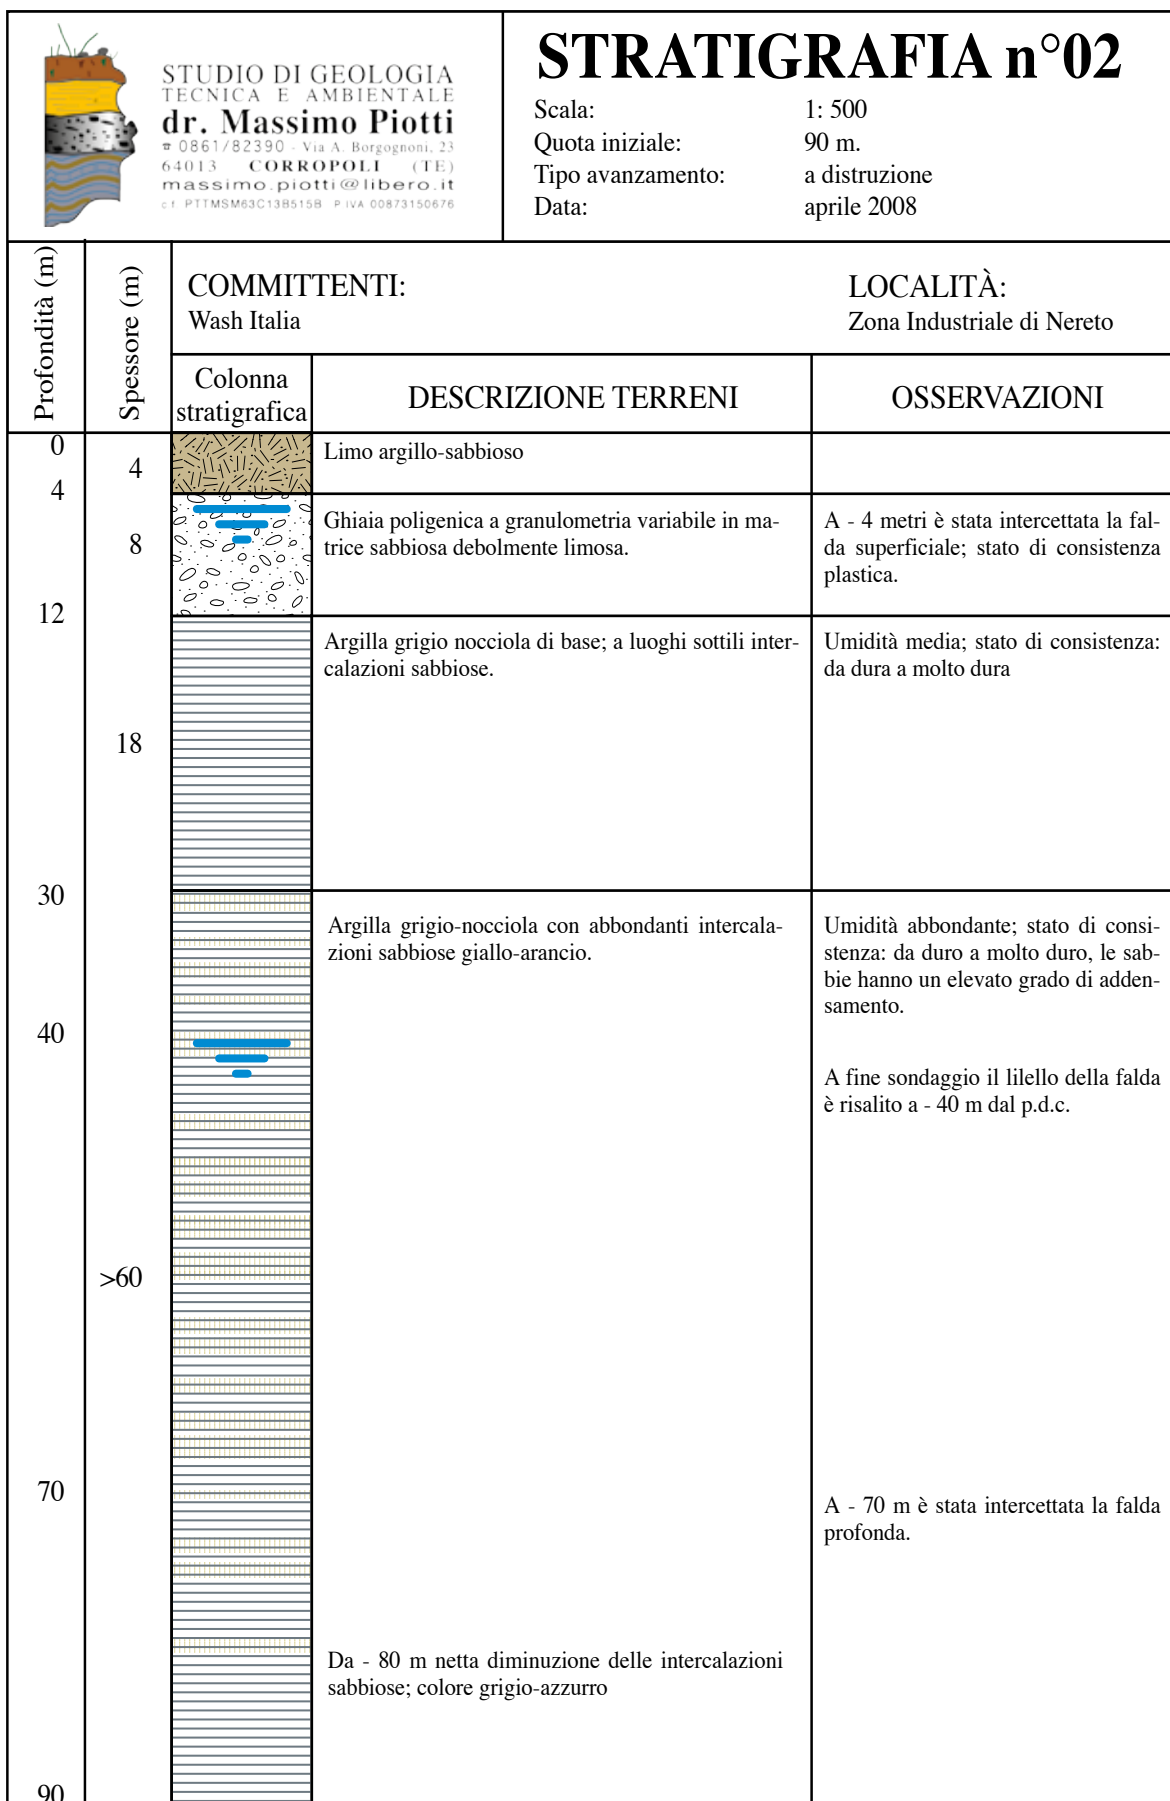 STUDIO DI GEOLOGIA
TECNICA E AMBIENTALE
dr. Massimo Piotti
☎ 0861/82390 - Via A. Borgognoni, 23
64013 CORROPOLI (TE)
massimo.piotti@libero.it
c.f. PTTMSM63C13B515B P.IVA 00873150676
STRATIGRAFIA n°02
Scala: 1: 500
Quota iniziale: 90 m.
Tipo avanzamento: a distruzione
Data: aprile 2008
Profondità (m)
Spessore (m)
COMMITTENTI:
Wash Italia
LOCALITÀ:
Zona Industriale di Nereto
Colonna
stratigrafica
DESCRIZIONE TERRENI
OSSERVAZIONI
0
4
Limo argillo-sabbioso
4
8
Ghiaia poligenica a granulometria variabile in ma-
trice sabbiosa debolmente limosa.
A - 4 metri è stata intercettata la fal-
da superficiale; stato di consistenza
plastica.
12
18
Argilla grigio nocciola di base; a luoghi sottili inter-
calazioni sabbiose.
Umidità media; stato di consistenza:
da dura a molto dura
30
Argilla grigio-nocciola con abbondanti intercala-
zioni sabbiose giallo-arancio.
Umidità abbondante; stato di consi-
stenza: da duro a molto duro, le sab-
bie hanno un elevato grado di adden-
samento.
40
A fine sondaggio il lilello della falda
è risalito a - 40 m dal p.d.c.
>60
70
A - 70 m è stata intercettata la falda
profonda.
Da - 80 m netta diminuzione delle intercalazioni
sabbiose; colore grigio-azzurro
90